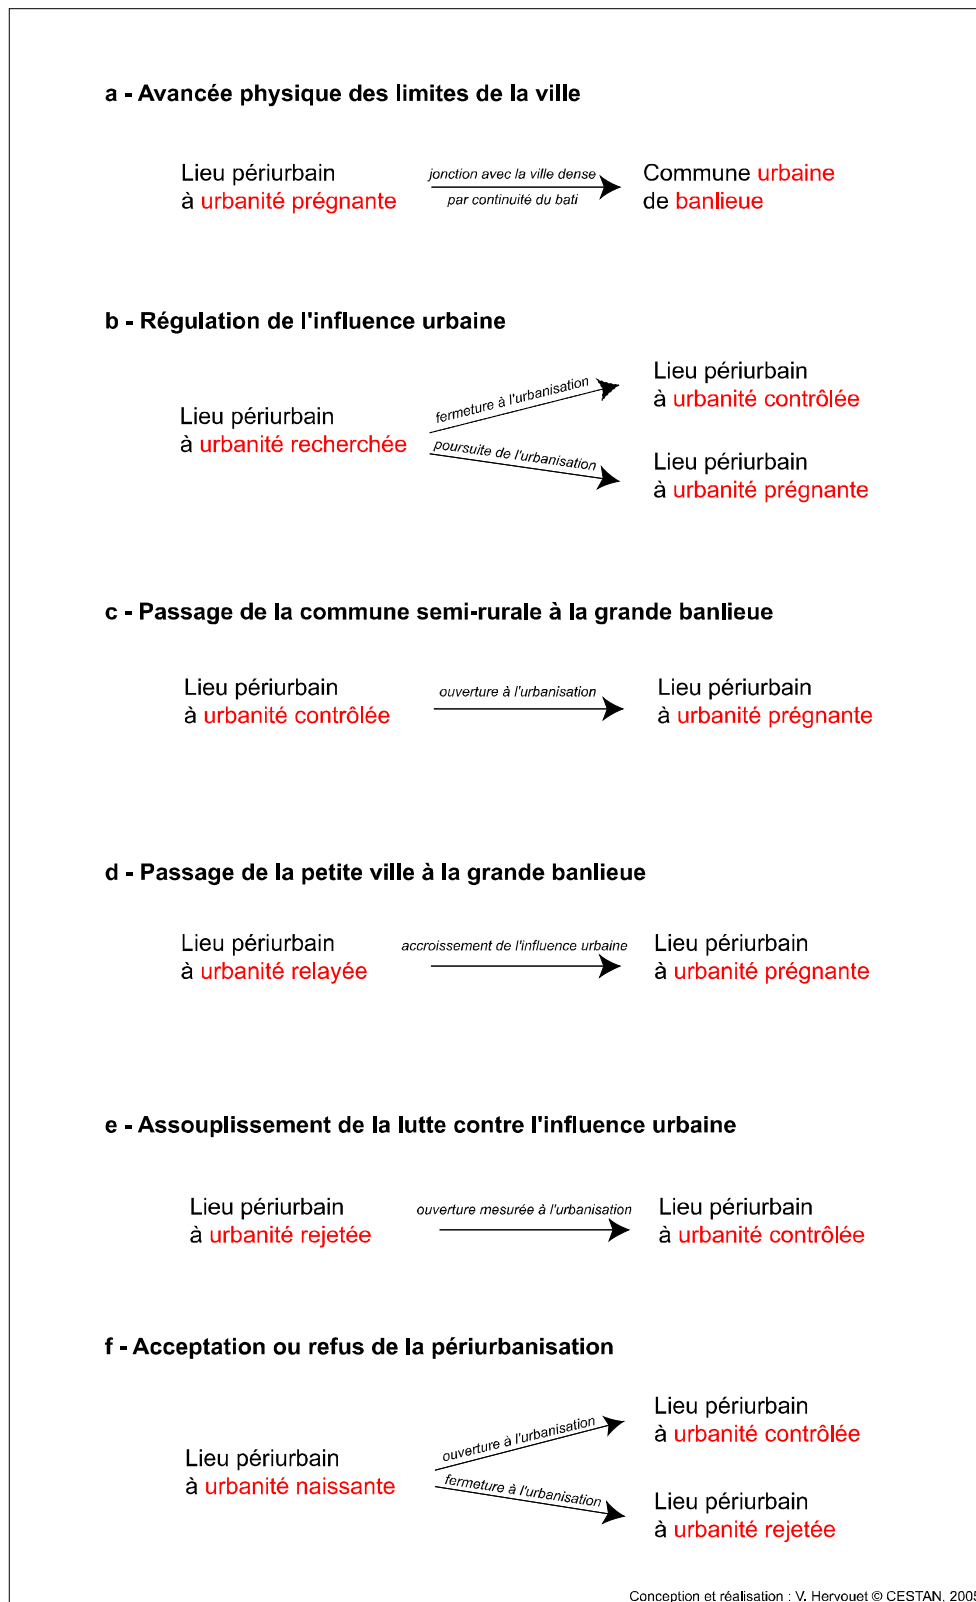 a - Avancée physique des limites de la ville
Lieu périurbain
à urbanité prégnante
jonction avec la ville dense
par continuité du bati
Commune urbaine
de banlieue
b - Régulation de l'influence urbaine
Lieu périurbain
à urbanité recherchée
fermeture à l'urbanisation
poursuite de l'urbanisation
Lieu périurbain
à urbanité contrôlée
Lieu périurbain
à urbanité prégnante
c - Passage de la commune semi-rurale à la grande banlieue
Lieu périurbain
à urbanité contrôlée
ouverture à l'urbanisation
Lieu périurbain
à urbanité prégnante
d - Passage de la petite ville à la grande banlieue
Lieu périurbain
à urbanité relayée
accroissement de l'influence urbaine
Lieu périurbain
à urbanité prégnante
e - Assouplissement de la lutte contre l'influence urbaine
Lieu périurbain
à urbanité rejetée
ouverture mesurée à l'urbanisation
Lieu périurbain
à urbanité contrôlée
f - Acceptation ou refus de la périurbanisation
Lieu périurbain
à urbanité naissante
ouverture à l'urbanisation
fermeture à l'urbanisation
Lieu périurbain
à urbanité contrôlée
Lieu périurbain
à urbanité rejetée
Conception et réalisation : V. Hervouet © CESTAN, 2005